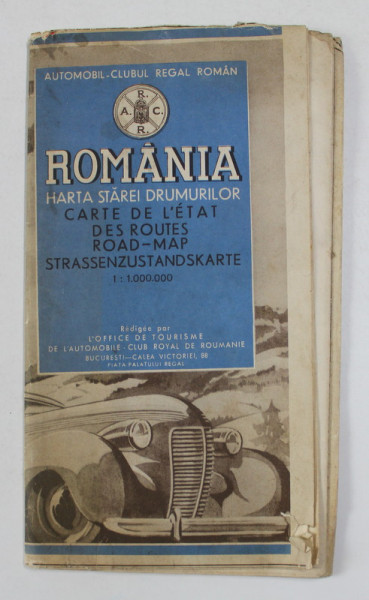 AUTOMOBIL-CLUBUL REGAL ROMÂN
R.
A. C.
R.
ROMÂNIA
HARTA STĂREI DRUMURILOR
CARTE DE L'ÉTAT
DES ROUTES
ROAD-MAP
STRASSENZUSTANDSKARTE
1 : 1.000.000
Rédigée par
L'OFFICE DE TOURISME
DE L'AUTOMOBILE-CLUB ROYAL DE ROUMANIE
BUCUREȘTI—CALEA VICTORIEI, 88
PIAȚA PALATULUI REGAL